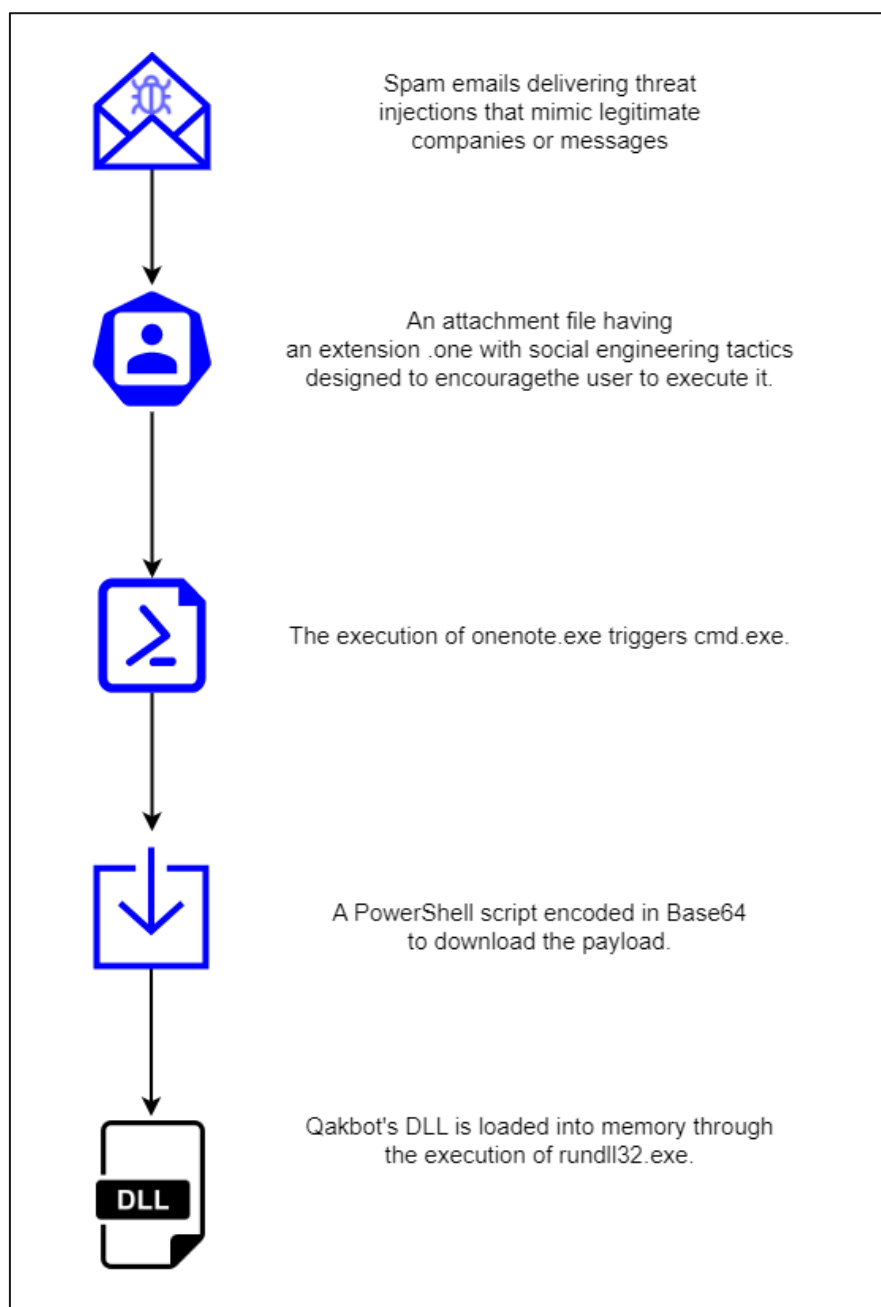 Spam emails delivering threat
injections that mimic legitimate
companies or messages
An attachment file having
an extension .one with social engineering tactics
designed to encouragethe user to execute it.
The execution of onenote.exe triggers cmd.exe.
A PowerShell script encoded in Base64
to download the payload.
Qakbot's DLL is loaded into memory through
the execution of rundll32.exe.
DLL